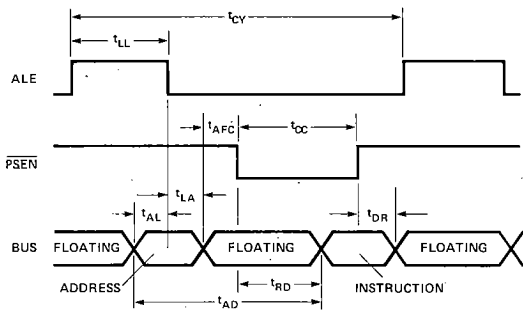 tCY
tLL
ALE
tAFC
tCC
PSEN
tLA
tAL
tDR
BUS
FLOATING
FLOATING
FLOATING
ADDRESS
tRD
INSTRUCTION
tAD